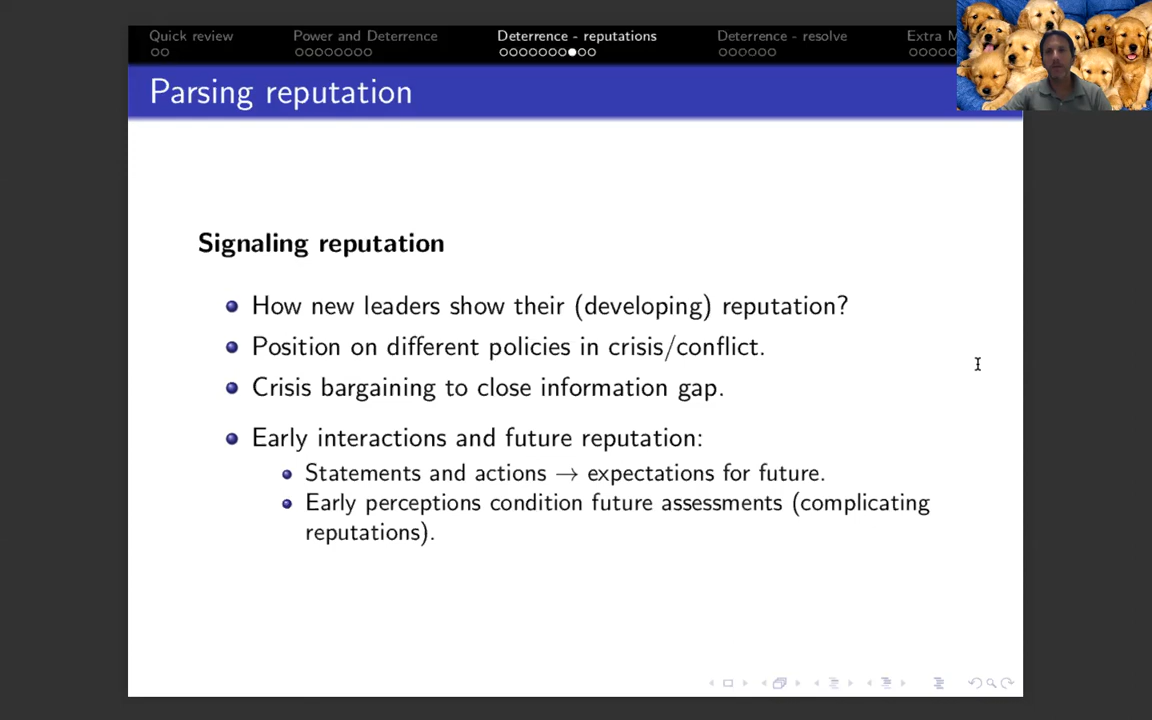 Quick review Power and Deterrence Deterrence - reputations Deterrence - resolve Extra M
Parsing reputation
Signaling reputation
How new leaders show their (developing) reputation?
Position on different policies in crisis/conflict.
Crisis bargaining to close information gap.
Early interactions and future reputation:
Statements and actions → expectations for future.
Early perceptions condition future assessments (complicating
reputations).